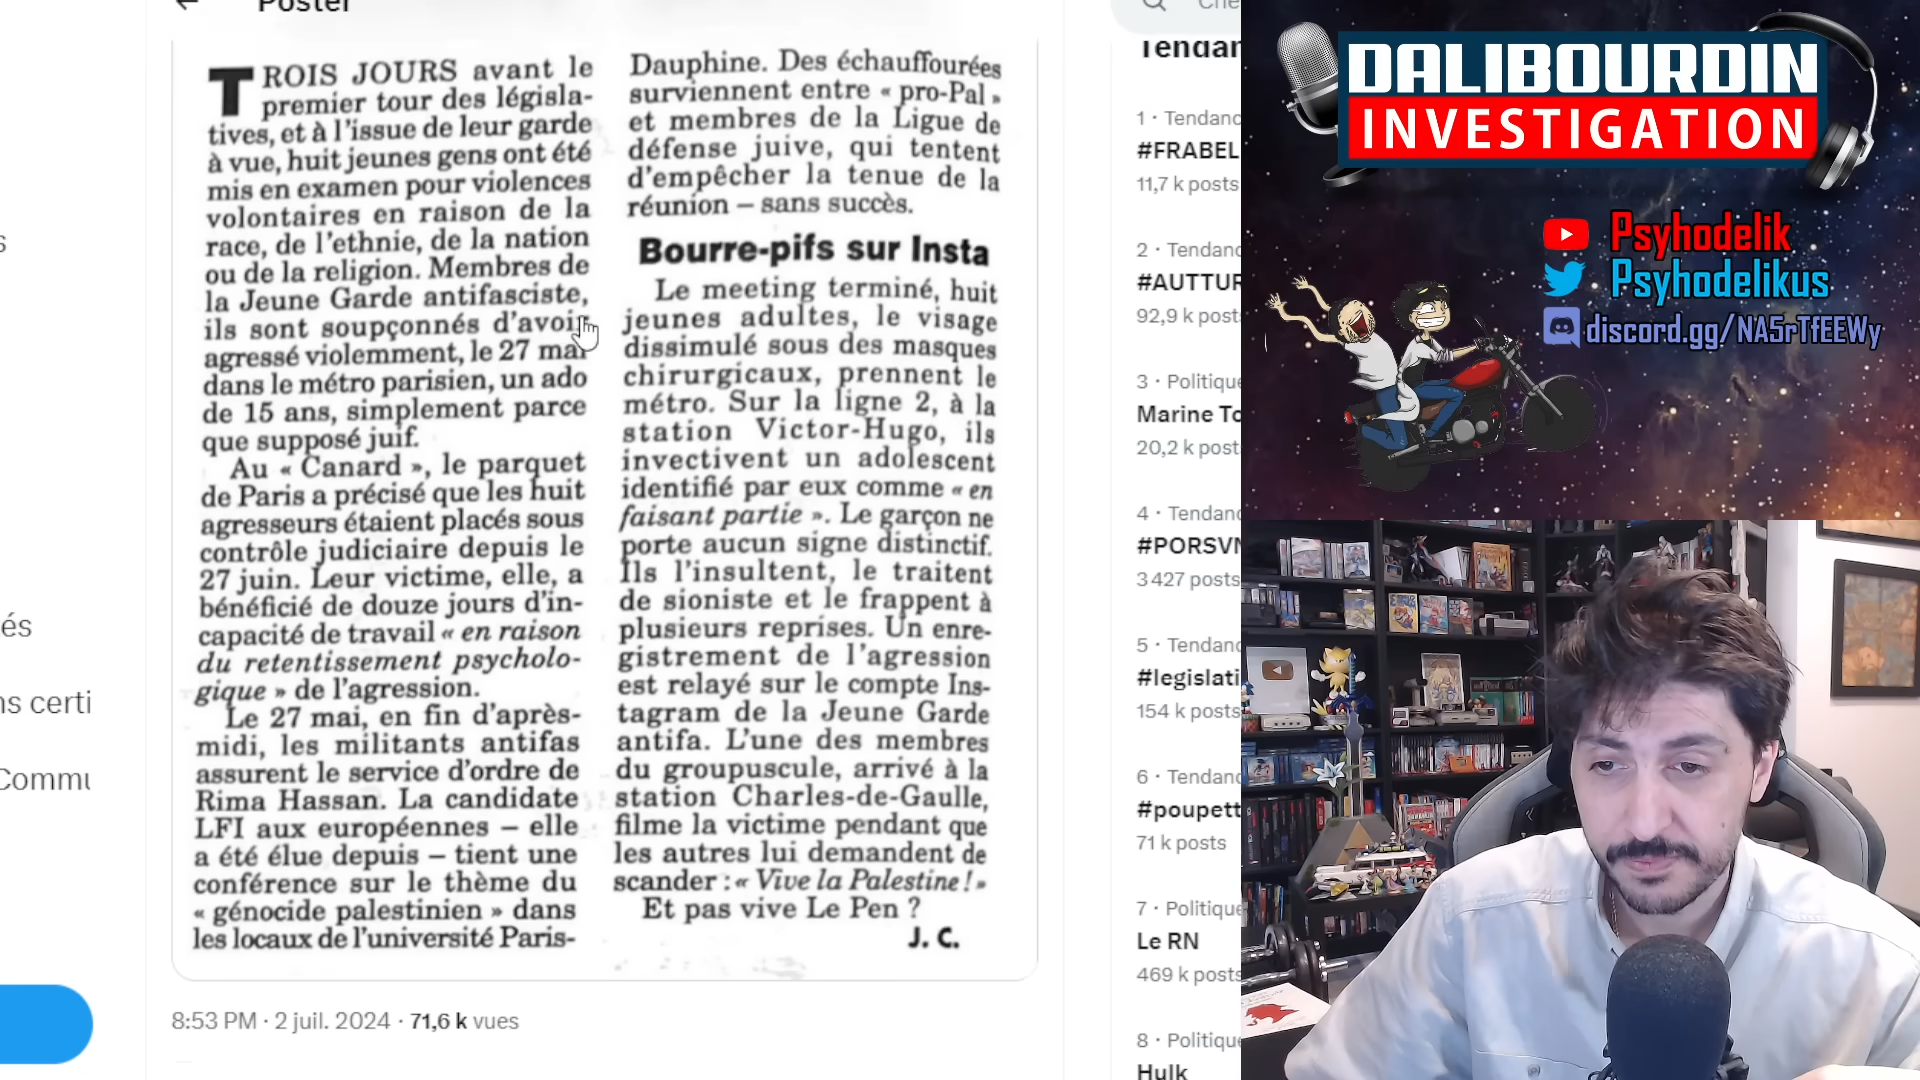 Poster
TROIS JOURS avant le
premier tour des législa-
tives, et à l'issue de leur garde
à vue, huit jeunes gens ont été
mis en examen pour violences
volontaires en raison de la
race, de l'ethnie, de la nation
ou de la religion. Membres de
la Jeune Garde antifasciste,
ils sont soupçonnés d'avoir
agressé violemment, le 27 mai
dans le métro parisien, un ado
de 15 ans, simplement parce
que supposé juif.
Au « Canard », le parquet
de Paris a précisé que les huit
agresseurs étaient placés sous
contrôle judiciaire depuis le
27 juin. Leur victime, elle, a
bénéficié de douze jours d'in-
capacité de travail « en raison
du retentissement psycholo-
gique » de l'agression.
Le 27 mai, en fin d'après-
midi, les militants antifas
assurent le service d'ordre de
Rima Hassan. La candidate
LFI aux européennes – elle
a été élue depuis – tient une
conférence sur le thème du
« génocide palestinien » dans
les locaux de l'université Paris-
Dauphine. Des échauffourées
surviennent entre « pro-Pal »
et membres de la Ligue de
défense juive, qui tentent
d'empêcher la tenue de la
réunion – sans succès.
Bourre-pifs sur Insta
Le meeting terminé, huit
jeunes adultes, le visage
dissimulé sous des masques
chirurgicaux, prennent le
métro. Sur la ligne 2, à la
station Victor-Hugo, ils
invectivent un adolescent
identifié par eux comme « en
faisant partie ». Le garçon ne
porte aucun signe distinctif.
Ils l'insultent, le traitent
de sioniste et le frappent à
plusieurs reprises. Un enre-
gistrement de l'agression
est relayé sur le compte Ins-
tagram de la Jeune Garde
antifa. L'une des membres
du groupuscule, arrivé à la
station Charles-de-Gaulle,
filme la victime pendant que
les autres lui demandent de
scander : « Vive la Palestine ! »
Et pas vive Le Pen ?
J. C.
8:53 PM · 2 juil. 2024 · 71,6 k vues
és
ns certi
Commu
Che
Tendan
1 · Tendanc
#FRABEL
11,7 k posts
2 · Tendanc
#AUTTUR
92,9 k posts
3 · Politique
Marine To
20,2 k posts
4 · Tendanc
#PORSVN
3 427 posts
5 · Tendanc
#legislati
154 k posts
6 · Tendanc
#poupett
71 k posts
7 · Politique
Le RN
469 k posts
8 · Politique
Hulk
DALIBOURDIN
INVESTIGATION
Psyhodelik
Psyhodelikus
discord.gg/NA5rTfEEWy